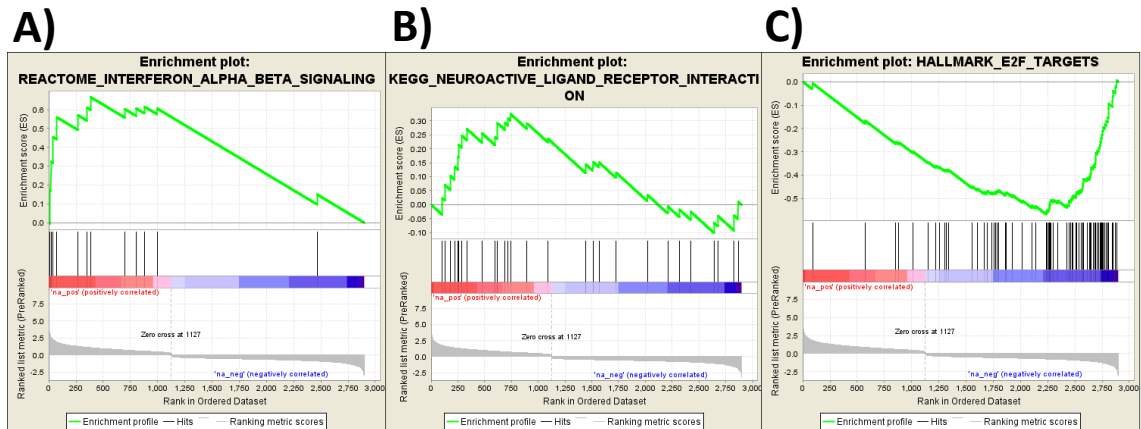 A)
Enrichment plot:
REACTOME_INTERFERON_ALPHA_BETA_SIGNALING
Enrichment score (ES)
0.6
0.5
0.4
0.3
0.2
0.1
0.0
'na_pos' (positively correlated)
Ranked list metric (PreRanked)
7.5
5.0
2.5
0.0
-2.5
Zero cross at 1127
'na_neg' (negatively correlated)
0 250 500 750 1,000 1,250 1,500 1,750 2,000 2,250 2,500 2,750 3,000
Rank in Ordered Dataset
Enrichment profile Hits Ranking metric scores
B)
Enrichment plot:
KEGG_NEUROACTIVE_LIGAND_RECEPTOR_INTERACTI
ON
Enrichment score (ES)
0.30
0.25
0.20
0.15
0.10
0.05
0.00
-0.05
-0.10
'na_pos' (positively correlated)
Ranked list metric (PreRanked)
7.5
5.0
2.5
0.0
-2.5
Zero cross at 1127
'na_neg' (negatively correlated)
0 250 500 750 1,000 1,250 1,500 1,750 2,000 2,250 2,500 2,750 3,000
Rank in Ordered Dataset
Enrichment profile Hits Ranking metric scores
C)
Enrichment plot: HALLMARK_E2F_TARGETS
Enrichment score (ES)
0.0
-0.1
-0.2
-0.3
-0.4
-0.5
'na_pos' (positively correlated)
Ranked list metric (PreRanked)
7.5
5.0
2.5
0.0
-2.5
Zero cross at 1127
'na_neg' (negatively correlated)
0 250 500 750 1,000 1,250 1,500 1,750 2,000 2,250 2,500 2,750 3,000
Rank in Ordered Dataset
Enrichment profile Hits Ranking metric scores